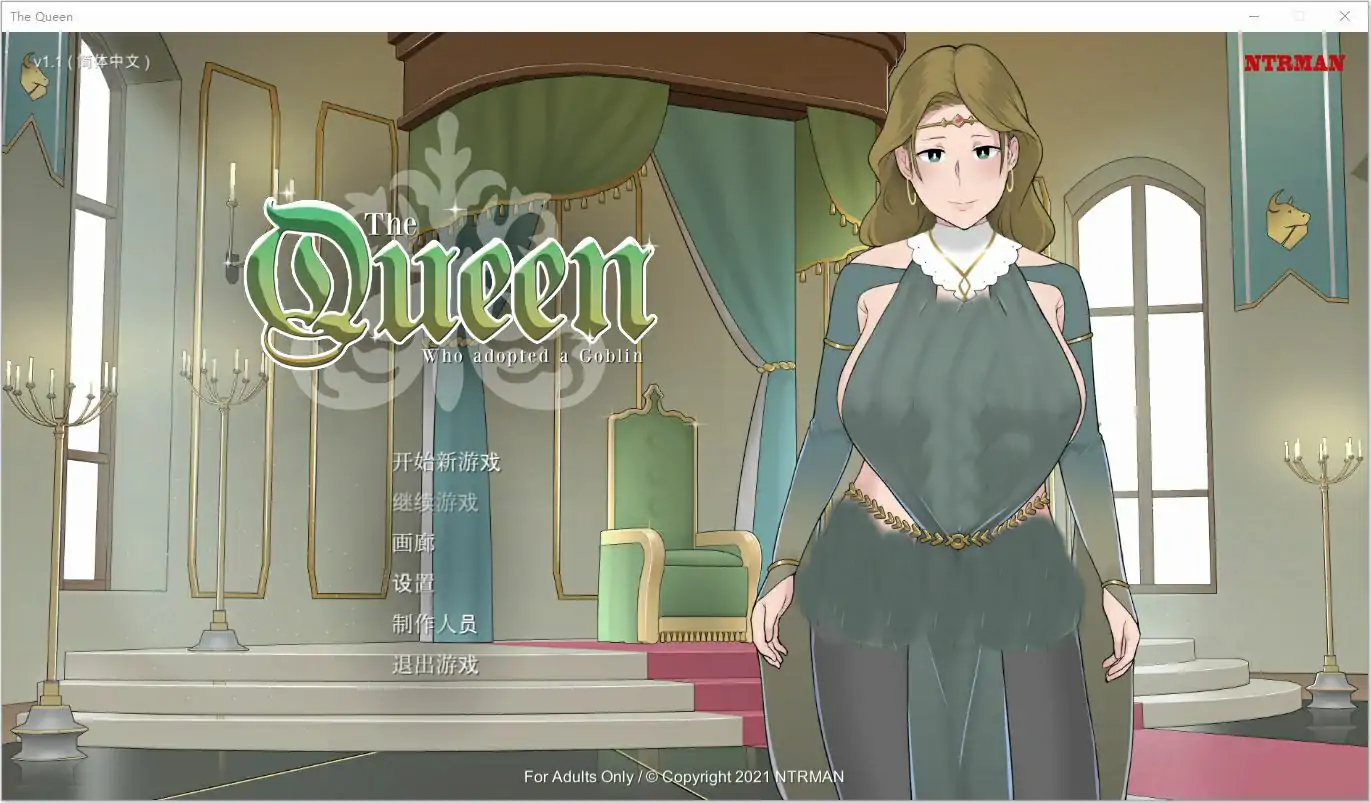 The Queen
v1.1 ( 简体中文 )
NTRMAN
The
Queen
Who adopted a Goblin
开始新游戏
继续游戏
画廊
设置
制作人员
退出游戏
For Adults Only / © Copyright 2021 NTRMAN